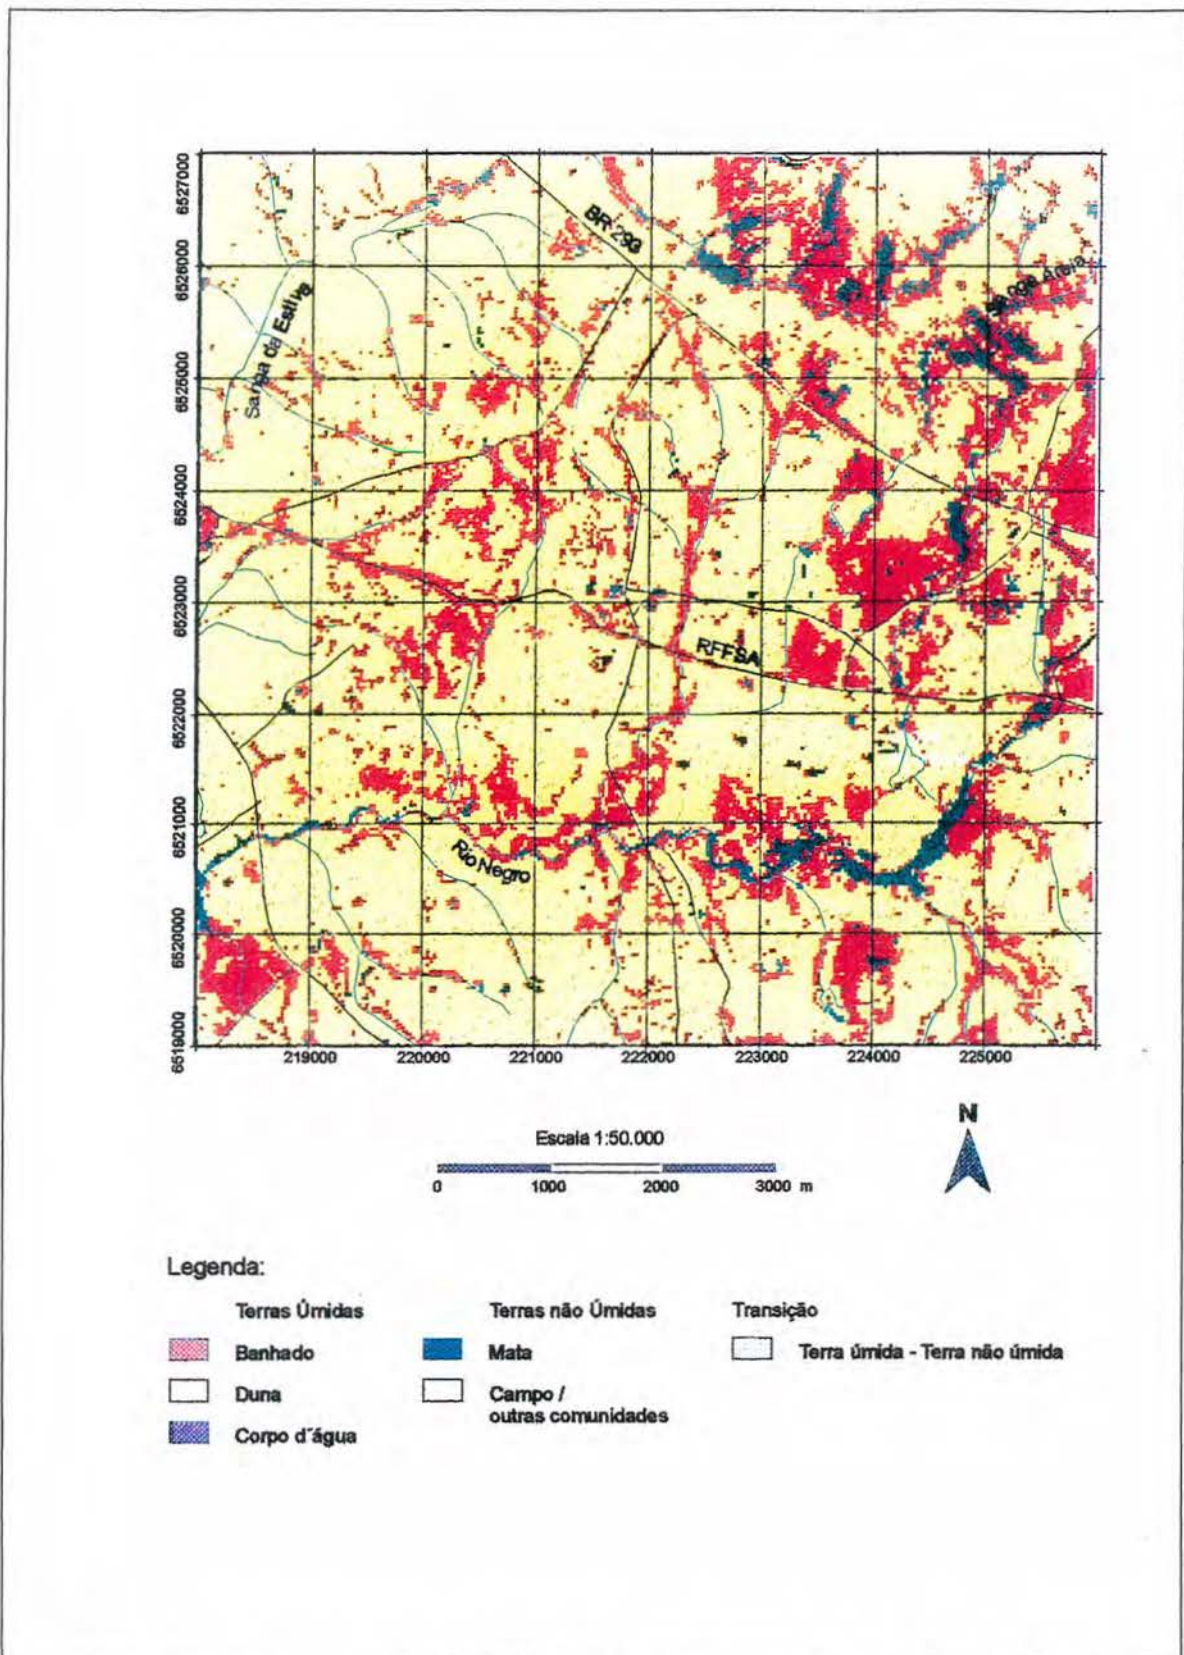 6527000
6526000
6525000
6524000
6523000
6522000
6521000
6520000
6519000
BR 293
Sanga da Estiva
Sanga Areia
RFFSA
Rio Negro
219000 220000 221000 222000 223000 224000 225000
Escala 1:50.000
0 1000 2000 3000 m
N
Legenda:
Terras Úmidas Terras não Úmidas Transição
Banhado Mata Terra úmida - Terra não úmida
Duna Campo /
outras comunidades
Corpo d´água